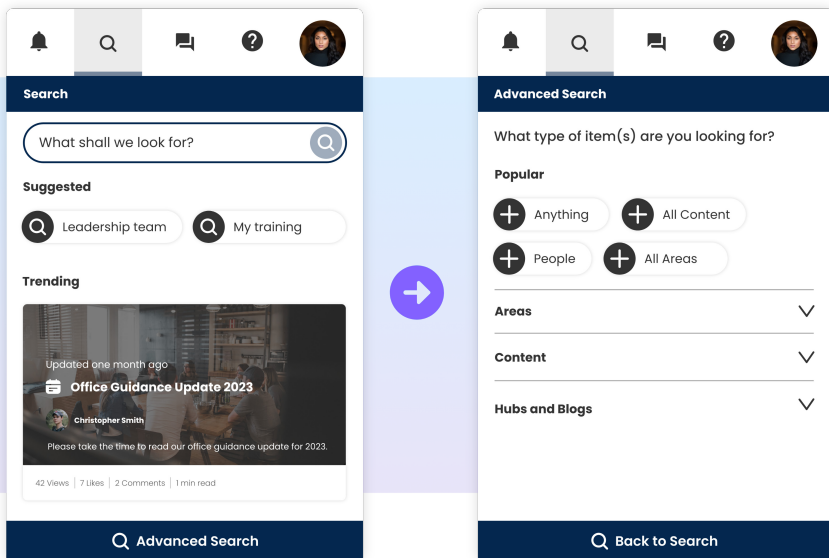 Search
What shall we look for?
Suggested
Leadership team
My training
Trending
Updated one month ago
Office Guidance Update 2023
Christopher Smith
Please take the time to read our office guidance update for 2023.
42 Views | 7 Likes | 2 Comments | 1 min read
Advanced Search
Advanced Search
What type of item(s) are you looking for?
Popular
Anything
All Content
People
All Areas
Areas
Content
Hubs and Blogs
Back to Search